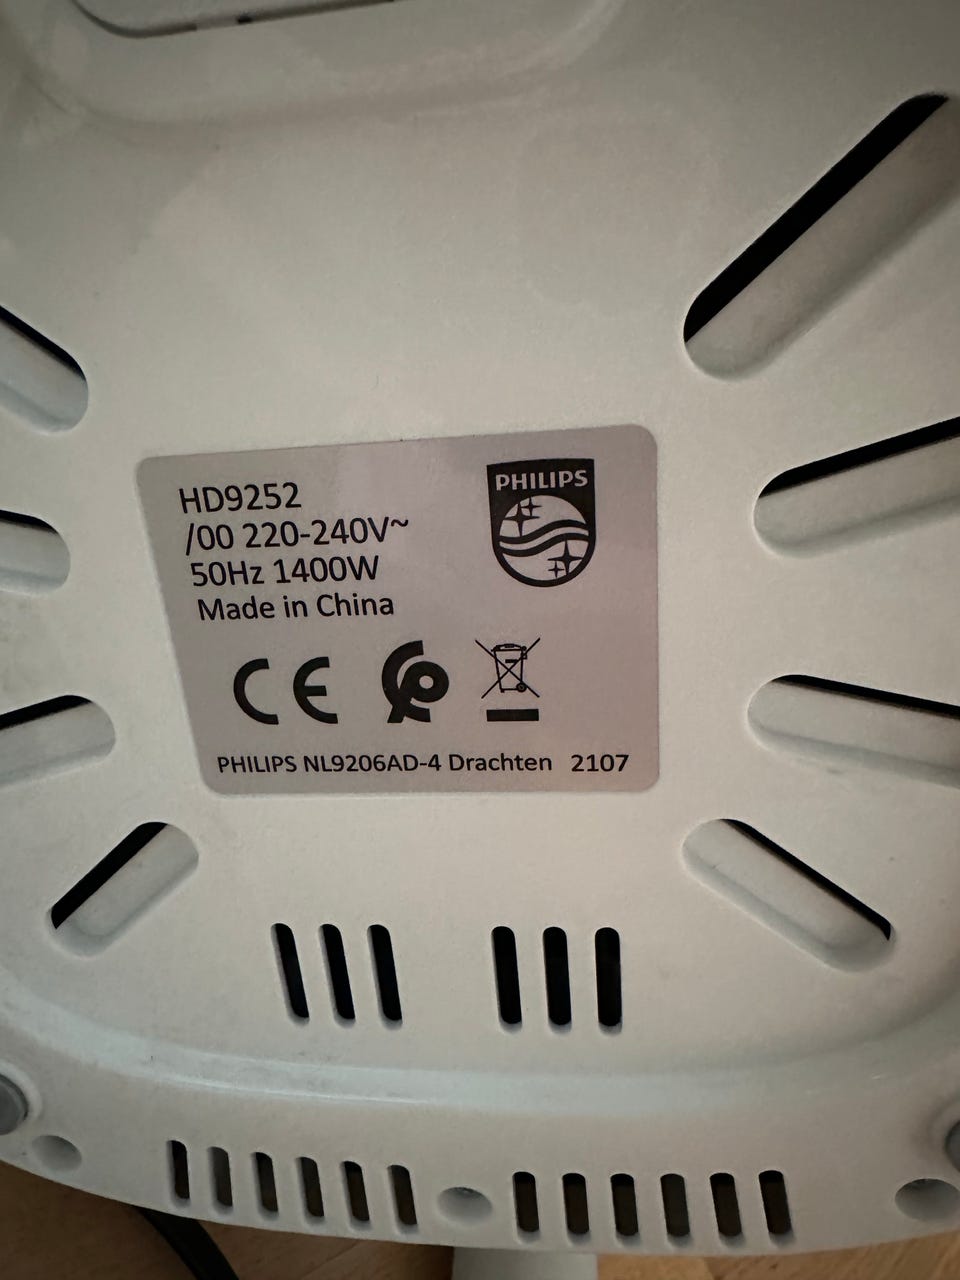 HD9252
/00 220-240V~
50Hz 1400W
Made in China
PHILIPS
CE
PHILIPS NL9206AD-4 Drachten 2107